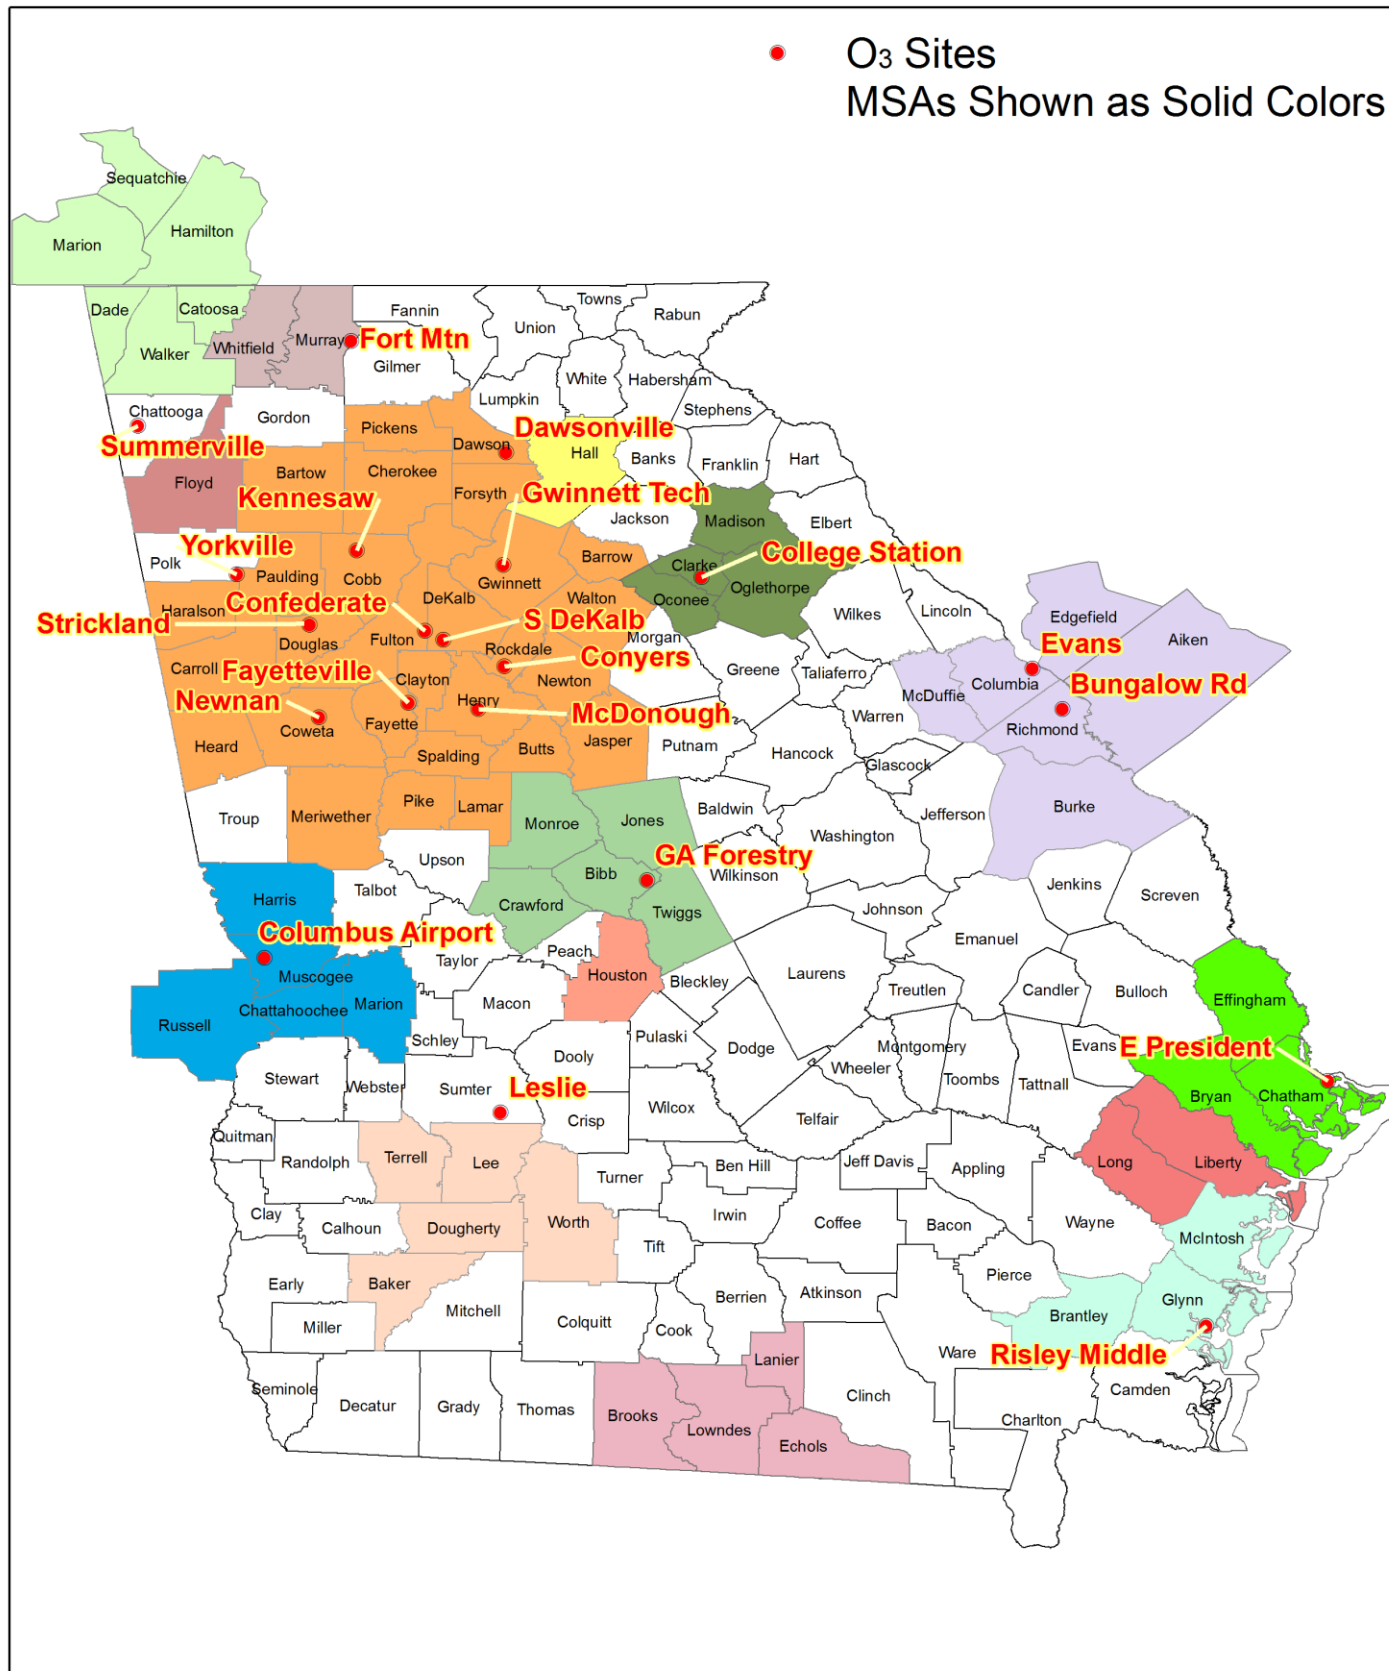 O₃ Sites
MSAs Shown as Solid Colors
Sequatchie
Hamilton
Marion
Dade
Catoosa
Walker
Whitfield
Murray
Fort Mtn
Fannin
Gilmer
Union
Towns
Rabun
White
Habersham
Lumpkin
Stephens
Chattooga
Summerville
Gordon
Pickens
Dawson
Dawsonville
Hall
Banks
Franklin
Hart
Floyd
Bartow
Cherokee
Forsyth
Kennesaw
Gwinnett Tech
Jackson
Madison
Elbert
Yorkville
Polk
Paulding
Cobb
Gwinnett
Barrow
Clarke
College Station
Oglethorpe
Oconee
Haralson
Confederate
DeKalb
Walton
Strickland
Douglas
Fulton
S DeKalb
Rockdale
Morgan
Wilkes
Lincoln
Edgefield
Aiken
Evans
Carroll
Fayetteville
Clayton
Conyers
Newton
Greene
Taliaferro
McDuffie
Columbia
Bungalow Rd
Newnan
Coweta
Fayette
Henry
McDonough
Warren
Richmond
Heard
Spalding
Butts
Jasper
Putnam
Hancock
Glascock
Troup
Meriwether
Pike
Lamar
Monroe
Jones
Baldwin
Washington
Jefferson
Burke
Upson
Bibb
GA Forestry
Wilkinson
Jenkins
Screven
Harris
Talbot
Crawford
Twiggs
Johnson
Emanuel
Columbus Airport
Muscogee
Taylor
Peach
Houston
Bleckley
Laurens
Treutlen
Candler
Bulloch
Effingham
Russell
Chattahoochee
Marion
Macon
Schley
Dooly
Pulaski
Dodge
Wheeler
Montgomery
Toombs
Tattnall
Evans
E President
Bryan
Chatham
Stewart
Webster
Sumter
Leslie
Crisp
Wilcox
Telfair
Quitman
Randolph
Terrell
Lee
Turner
Ben Hill
Jeff Davis
Appling
Long
Liberty
Clay
Calhoun
Dougherty
Worth
Tift
Irwin
Coffee
Bacon
Wayne
McIntosh
Early
Baker
Mitchell
Berrien
Atkinson
Pierce
Brantley
Glynn
Miller
Colquitt
Cook
Lanier
Ware
Risley Middle
Seminole
Decatur
Grady
Thomas
Brooks
Lowndes
Echols
Clinch
Charlton
Camden